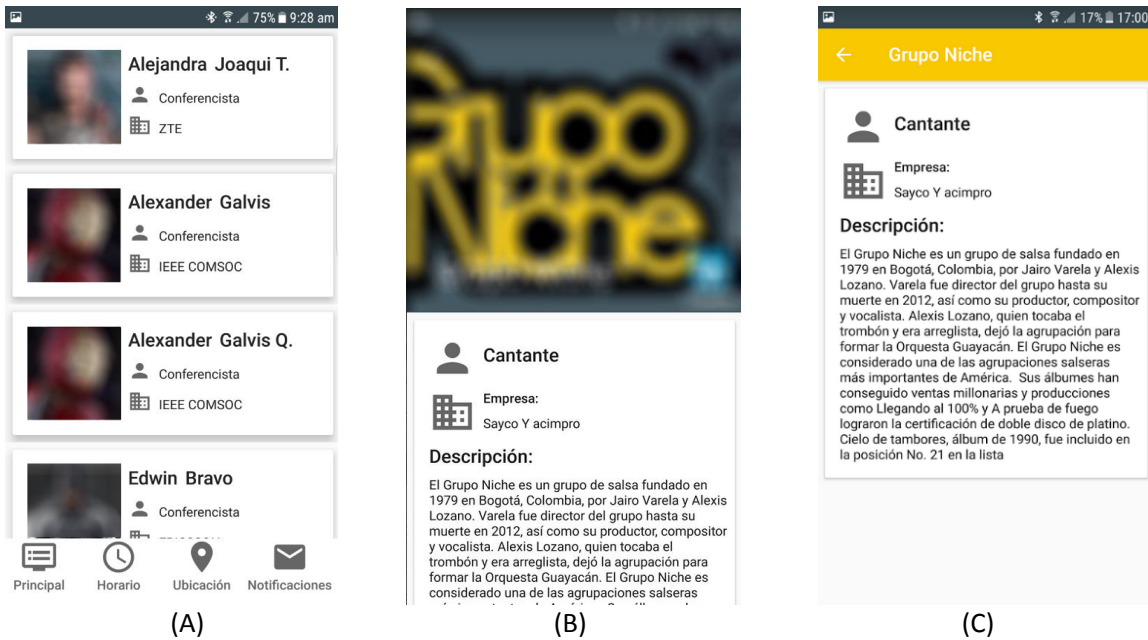 75% 9:28 am
Alejandra Joaqui T.
Conferencista
ZTE
Alexander Galvis
Conferencista
IEEE COMSOC
Alexander Galvis Q.
Conferencista
IEEE COMSOC
Edwin Bravo
Conferencista
Principal Horario Ubicación Notificaciones
(A)
Grupo
Niche
Cantante
Empresa:
Sayco Y acimpro
Descripción:
El Grupo Niche es un grupo de salsa fundado en
1979 en Bogotá, Colombia, por Jairo Varela y Alexis
Lozano. Varela fue director del grupo hasta su
muerte en 2012, así como su productor, compositor
y vocalista. Alexis Lozano, quien tocaba el
trombón y era arreglista, dejó la agrupación para
formar la Orquesta Guayacán. El Grupo Niche es
considerado una de las agrupaciones salseras
(B)
17% 17:00
Grupo Niche
Cantante
Empresa:
Sayco Y acimpro
Descripción:
El Grupo Niche es un grupo de salsa fundado en
1979 en Bogotá, Colombia, por Jairo Varela y Alexis
Lozano. Varela fue director del grupo hasta su
muerte en 2012, así como su productor, compositor
y vocalista. Alexis Lozano, quien tocaba el
trombón y era arreglista, dejó la agrupación para
formar la Orquesta Guayacán. El Grupo Niche es
considerado una de las agrupaciones salseras
más importantes de América. Sus álbumes han
conseguido ventas millonarias y producciones
como Llegando al 100% y A prueba de fuego
lograron la certificación de doble disco de platino.
Cielo de tambores, álbum de 1990, fue incluido en
la posición No. 21 en la lista
(C)